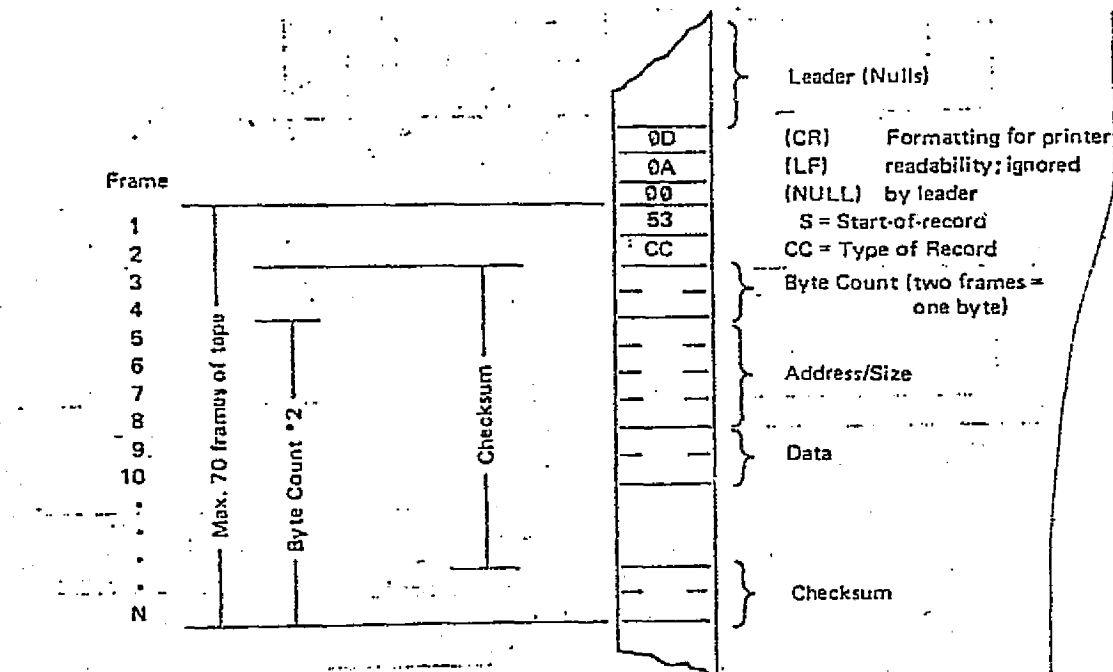 Leader (Nulls)
0D (CR) Formatting for printer
0A (LF) readability; ignored
Frame
00 (NULL) by leader
1 53 S = Start-of-record
2 CC CC = Type of Record
3 Byte Count (two frames =
4 one byte)
5
6
7 Address/Size
8
9 Data
10
N Checksum
Max. 70 frames of tape
Byte Count *2
Checksum